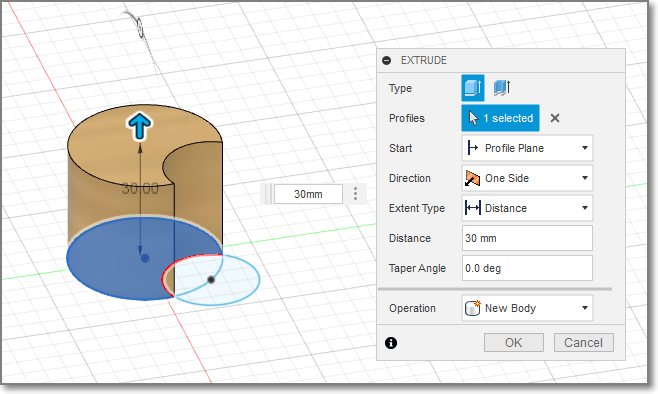 EXTRUDE
Type
Profiles 1 selected
Start Profile Plane
Direction One Side
Extent Type Distance
Distance 30 mm
Taper Angle 0.0 deg
Operation New Body
OK Cancel
30.00
30mm